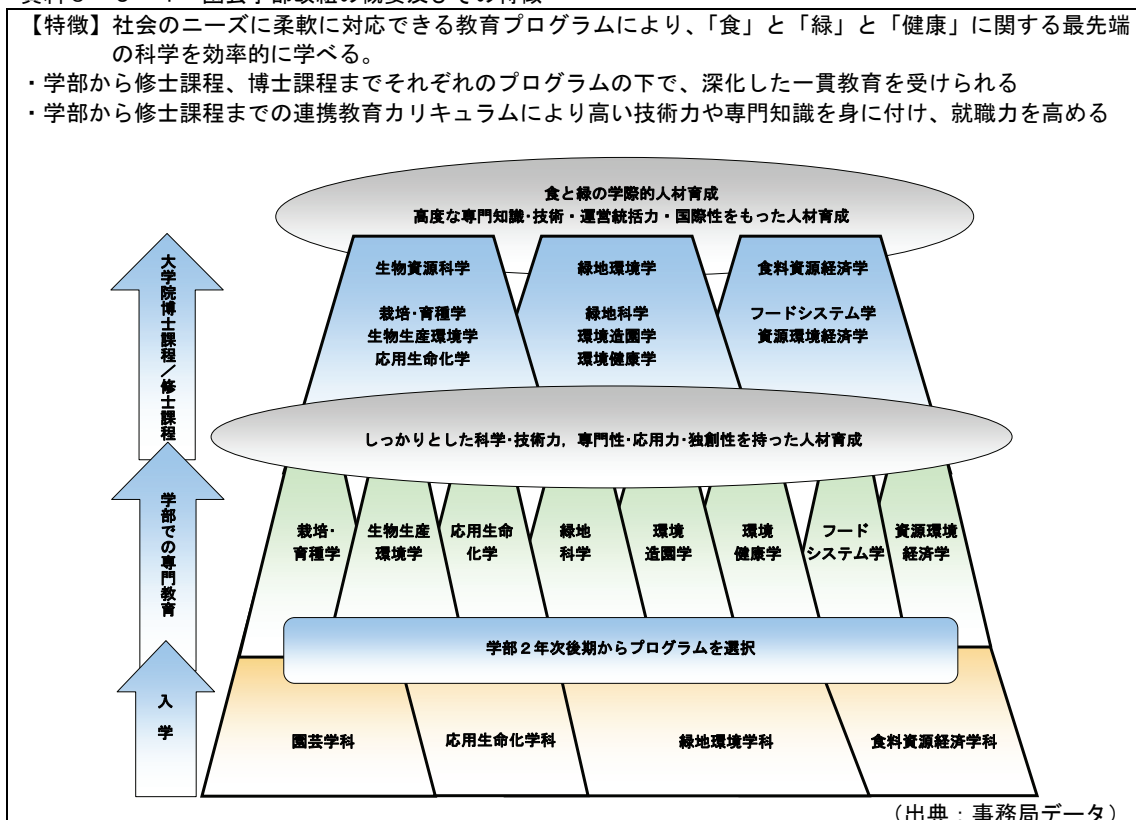 【特徴】社会のニーズに柔軟に対応できる教育プログラムにより、「食」と「緑」と「健康」に関する最先端
の科学を効率的に学べる。
・学部から修士課程、博士課程までそれぞれのプログラムの下で、深化した一貫教育を受けられる
・学部から修士課程までの連携教育カリキュラムにより高い技術力や専門知識を身に付け、就職力を高める
食と緑の学際的人材育成
高度な専門知識・技術・運営統括力・国際性をもった人材育成
大学院博士課程／修士課程
生物資源科学
栽培・育種学
生物生産環境学
応用生命化学
緑地環境学
緑地科学
環境造園学
環境健康学
食料資源経済学
フードシステム学
資源環境経済学
しっかりとした科学・技術力，専門性・応用力・独創性を持った人材育成
学部での専門教育
栽培・
育種学
生物生産
環境学
応用生命
化学
緑地
科学
環境
造園学
環境
健康学
フード
システム学
資源環境
経済学
学部２年次後期からプログラムを選択
入
学
園芸学科
応用生命化学科
緑地環境学科
食料資源経済学科
（出典：事務局データ）